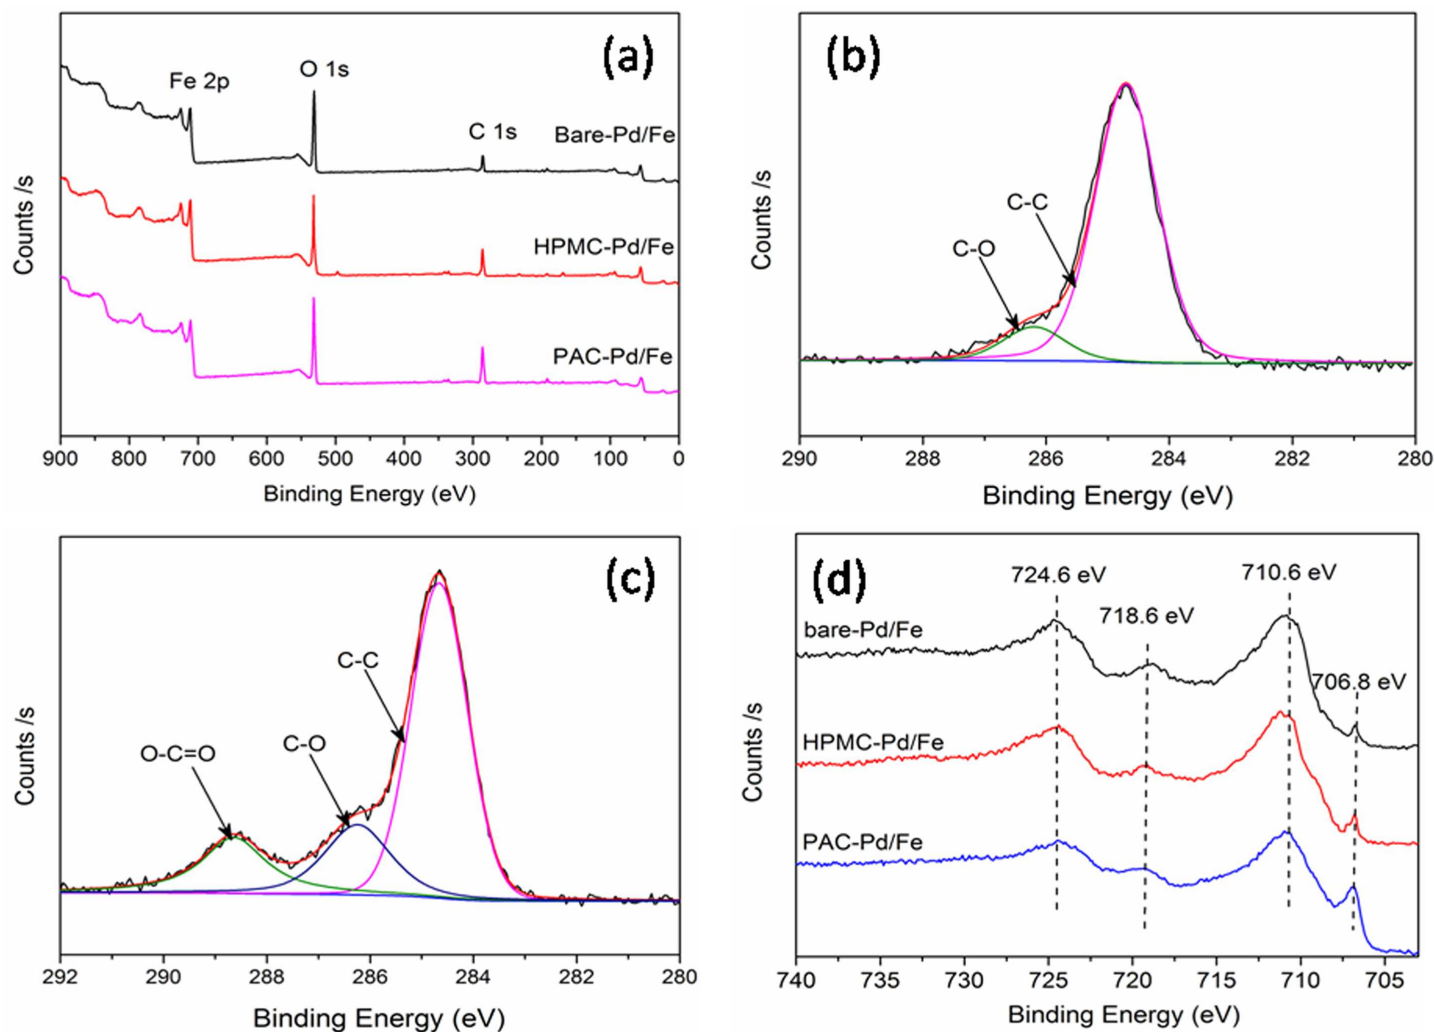 (a)
Fe 2p
O 1s
C 1s
Bare-Pd/Fe
HPMC-Pd/Fe
PAC-Pd/Fe
Counts /s
900 800 700 600 500 400 300 200 100 0
Binding Energy (eV)
(b)
C-C
C-O
Counts /s
290 288 286 284 282 280
Binding Energy (eV)
(c)
C-C
C-O
O-C=O
Counts /s
292 290 288 286 284 282 280
Binding Energy (eV)
(d)
724.6 eV
718.6 eV
710.6 eV
706.8 eV
bare-Pd/Fe
HPMC-Pd/Fe
PAC-Pd/Fe
Counts /s
740 735 730 725 720 715 710 705
Binding Energy (eV)